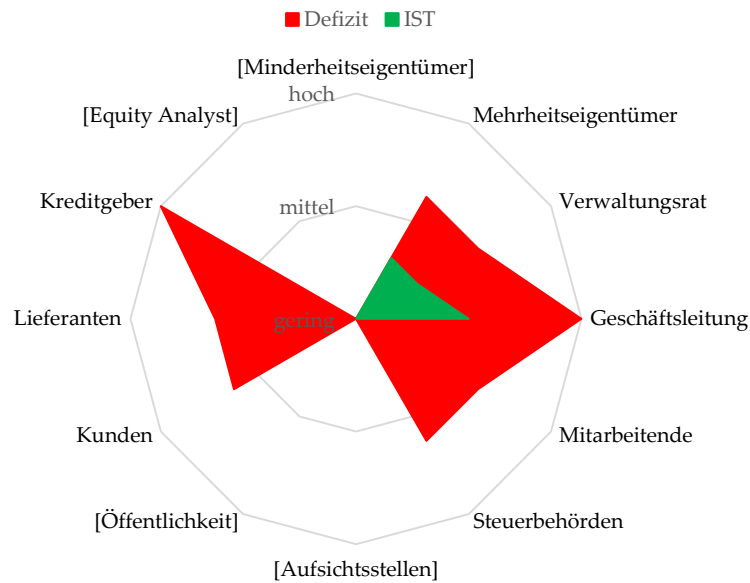 Defizit IST
[Minderheitseigentümer]
hoch
[Equity Analyst]
Mehrheitseigentümer
Kreditgeber
mittel
Verwaltungsrat
Lieferanten
gering
Geschäftsleitung
Kunden
Mitarbeitende
[Öffentlichkeit]
Steuerbehörden
[Aufsichtsstellen]